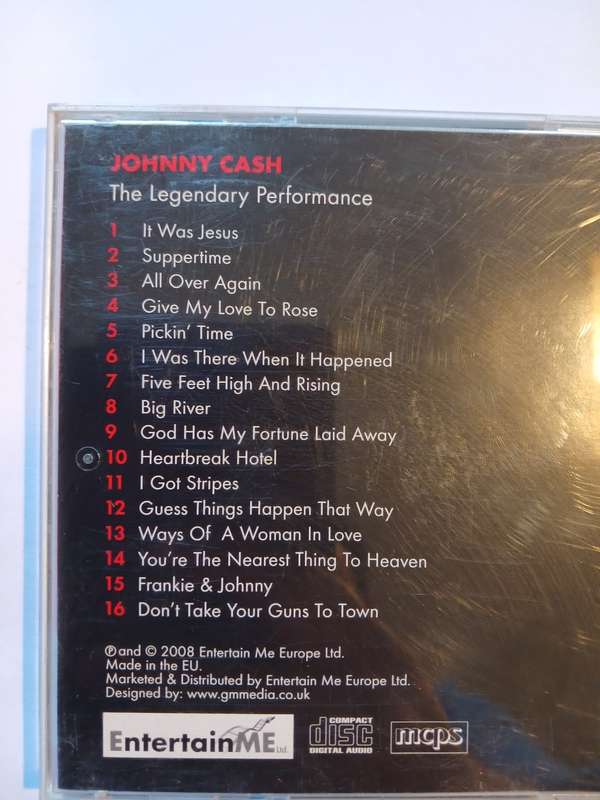 JOHNNY CASH
The Legendary Performance
1 It Was Jesus
2 Suppertime
3 All Over Again
4 Give My Love To Rose
5 Pickin' Time
6 I Was There When It Happened
7 Five Feet High And Rising
8 Big River
9 God Has My Fortune Laid Away
10 Heartbreak Hotel
11 I Got Stripes
12 Guess Things Happen That Way
13 Ways Of A Woman In Love
14 You're The Nearest Thing To Heaven
15 Frankie & Johnny
16 Don't Take Your Guns To Town
℗ and © 2008 Entertain Me Europe Ltd.
Made in the EU.
Marketed & Distributed by Entertain Me Europe Ltd.
Designed by: www.gmmedia.co.uk
EntertainME Ltd.
COMPACT
disc
DIGITAL AUDIO
mcps